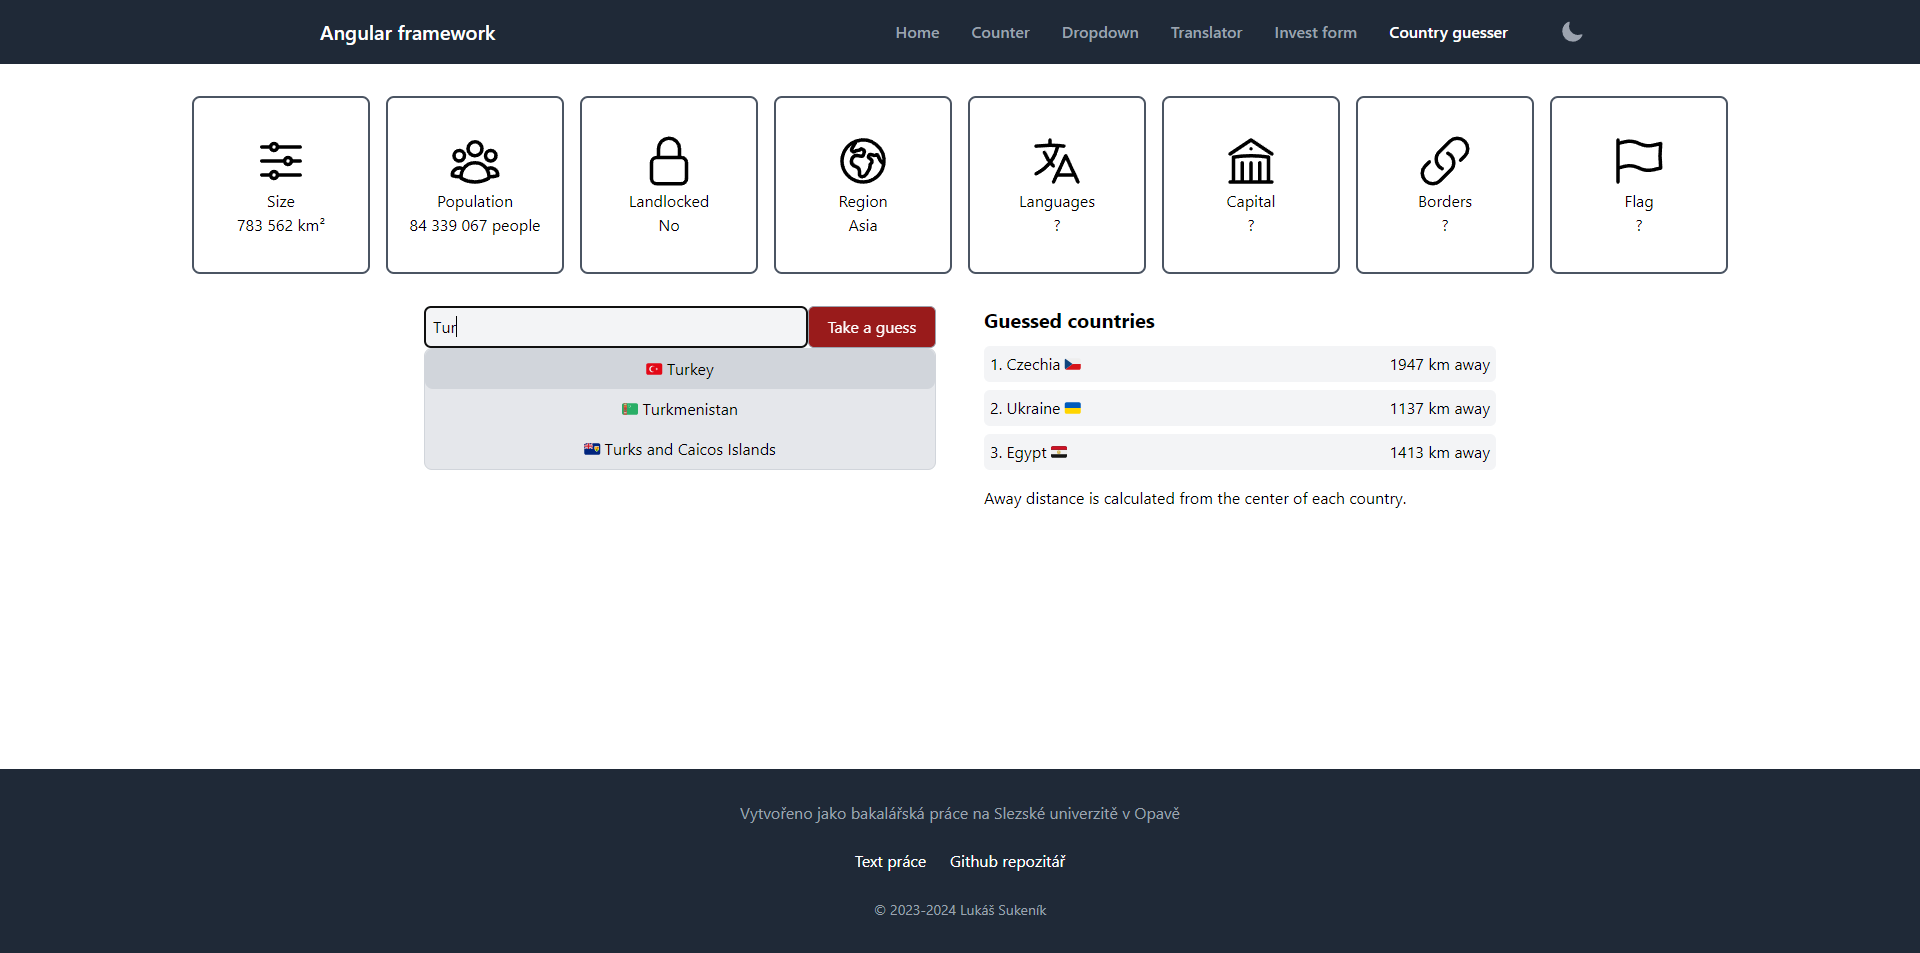 Angular framework
Home Counter Dropdown Translator Invest form Country guesser
Size
783 562 km²
Population
84 339 067 people
Landlocked
No
Region
Asia
Languages
?
Capital
?
Borders
?
Flag
?
Tur
Take a guess
Turkey
Turkmenistan
Turks and Caicos Islands
Guessed countries
1. Czechia 1947 km away
2. Ukraine 1137 km away
3. Egypt 1413 km away
Away distance is calculated from the center of each country.
Vytvořeno jako bakalářská práce na Slezské univerzitě v Opavě
Text práce Github repozitář
© 2023-2024 Lukáš Sukeník